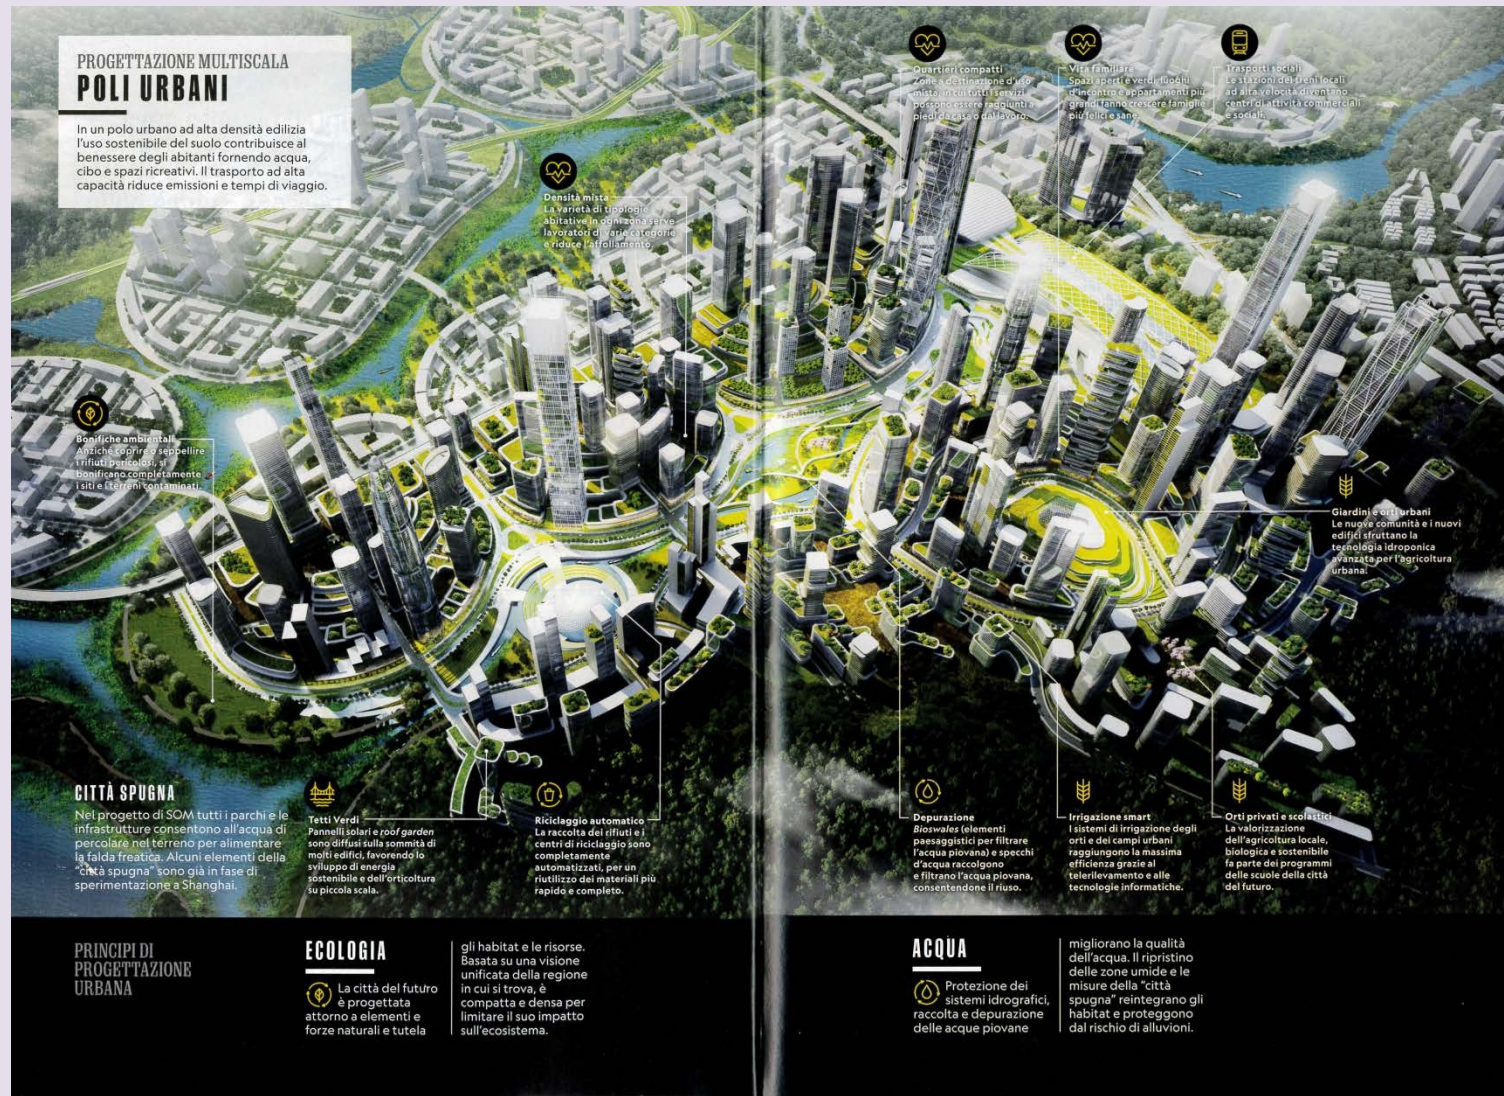 PROGETTAZIONE MULTISCALA
POLI URBANI
In un polo urbano ad alta densità edilizia
l'uso sostenibile del suolo contribuisce al
benessere degli abitanti fornendo acqua,
cibo e spazi ricreativi. Il trasporto ad alta
capacità riduce emissioni e tempi di viaggio.
Densità mista
La varietà di tipologie
abitative in ogni zona serve
lavoratori di varie categorie
e riduce l'affollamento.
Quartieri compatti
Zone a destinazione d'uso
mista, in cui tutti i servizi
possono essere raggiunti a
piedi da casa o dal lavoro.
Vita familiare
Spazi aperti e verdi, luoghi
d'incontro e appartamenti più
grandi fanno crescere famiglie
più felici e sane.
Trasporti sociali
Le stazioni dei treni locali
ad alta velocità diventano
centri di attività commerciali
e sociali.
Bonifiche ambientali
Anziché coprire o seppellire
i rifiuti pericolosi, si
bonificano completamente
i siti e i terreni contaminati.
Giardini e orti urbani
Le nuove comunità e i nuovi
edifici sfruttano la
tecnologia idroponica
avanzata per l'agricoltura
urbana.
CITTÀ SPUGNA
Nel progetto di SOM tutti i parchi e le
infrastrutture consentono all'acqua di
percolare nel terreno per alimentare
la falda freatica. Alcuni elementi della
"città spugna" sono già in fase di
sperimentazione a Shanghai.
Tetti Verdi
Pannelli solari e roof garden
sono diffusi sulla sommità di
molti edifici, favorendo lo
sviluppo di energia
sostenibile e dell'orticoltura
su piccola scala.
Riciclaggio automatico
La raccolta dei rifiuti e i
centri di riciclaggio sono
completamente
automatizzati, per un
riutilizzo dei materiali più
rapido e completo.
Depurazione
Bioswales (elementi
paesaggistici per filtrare
l'acqua piovana) e specchi
d'acqua raccolgono
e filtrano l'acqua piovana,
consentendone il riuso.
Irrigazione smart
I sistemi di irrigazione degli
orti e dei campi urbani
raggiungono la massima
efficienza grazie al
telerilevamento e alle
tecnologie informatiche.
Orti privati e scolastici
La valorizzazione
dell'agricoltura locale,
biologica e sostenibile
fa parte dei programmi
delle scuole della città
del futuro.
PRINCIPI DI
PROGETTAZIONE
URBANA
ECOLOGIA
La città del futuro
è progettata
attorno a elementi e
forze naturali e tutela
gli habitat e le risorse.
Basata su una visione
unificata della regione
in cui si trova, è
compatta e densa per
limitare il suo impatto
sull'ecosistema.
ACQUA
Protezione dei
sistemi idrografici,
raccolta e depurazione
delle acque piovane
migliorano la qualità
dell'acqua. Il ripristino
delle zone umide e le
misure della "città
spugna" reintegrano gli
habitat e proteggono
dal rischio di alluvioni.